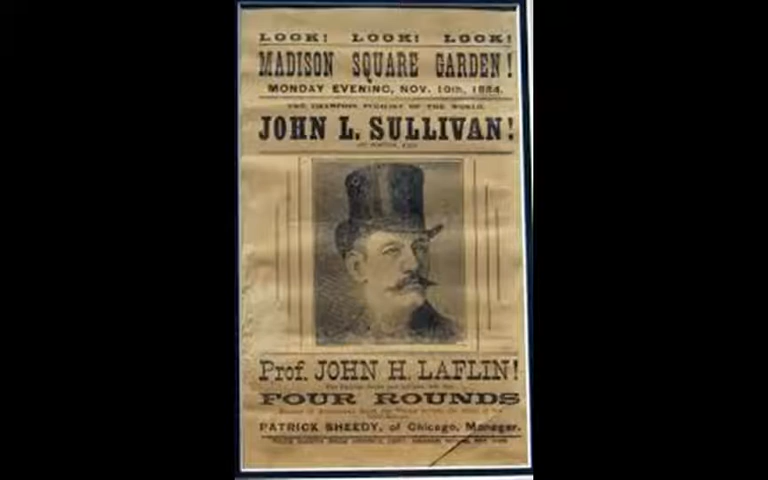 LOOK! LOOK! LOOK!
MADISON SQUARE GARDEN!
MONDAY EVENING, NOV. 10th, 1884.
THE CHAMPION PUGILIST OF THE WORLD,
JOHN L. SULLIVAN!
Prof. JOHN H. LAFLIN!
FOUR ROUNDS
PATRICK SHEEDY, of Chicago, Manager.